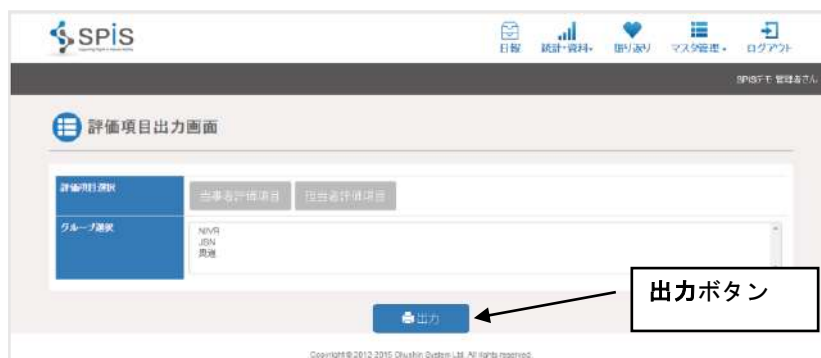 SPiS
日報 統計・資料 振り返り マスタ管理 ログアウト
SPISデモ 管理者さん
評価項目出力画面
評価項目選択 当事者評価項目 担当者評価項目
グループ選択
NIVR
JSN
奥進
出力
出力ボタン
Copyright© 2012-2015 Okushin System Ltd. All rights reserved.